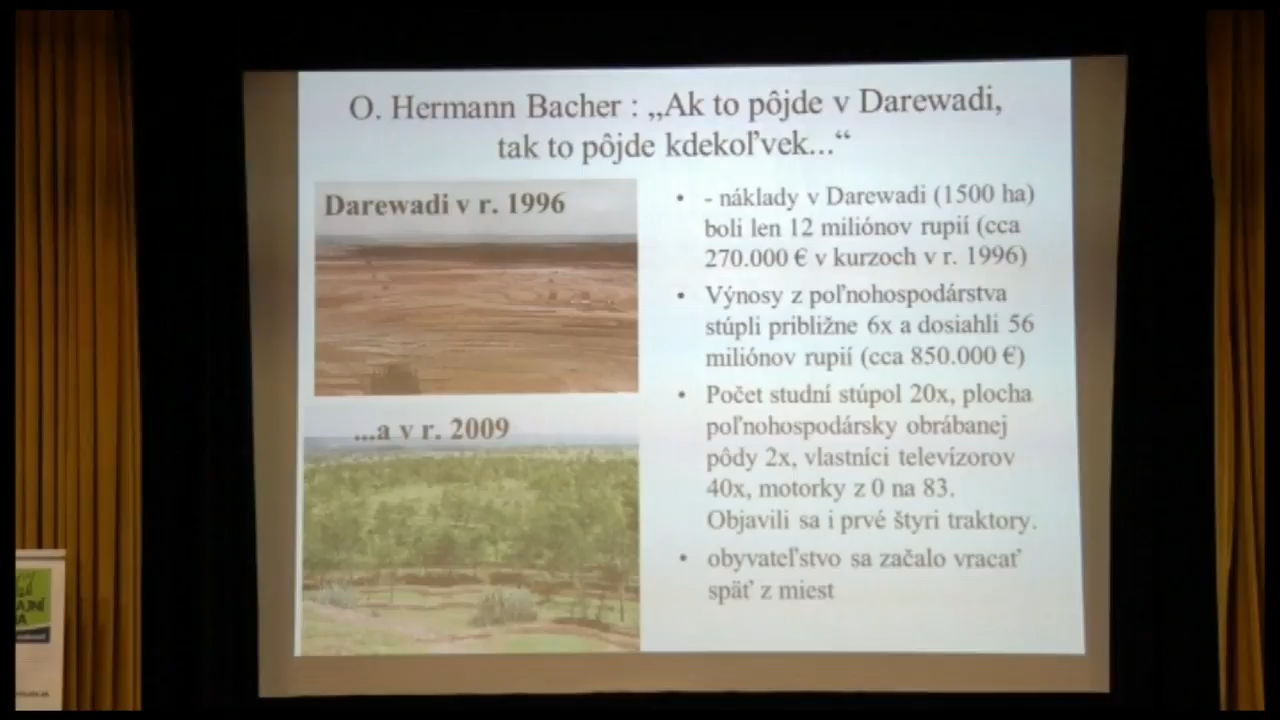 O. Hermann Bacher : „Ak to pôjde v Darewadi,
tak to pôjde kdekoľvek...“
Darewadi v r. 1996
...a v r. 2009
• - náklady v Darewadi (1500 ha)
boli len 12 miliónov rupií (cca
270.000 € v kurzoch v r. 1996)
• Výnosy z poľnohospodárstva
stúpli približne 6x a dosiahli 56
miliónov rupií (cca 850.000 €)
• Počet studní stúpol 20x, plocha
poľnohospodársky obrábanej
pôdy 2x, vlastníci televízorov
40x, motorky z 0 na 83.
Objavili sa i prvé štyri traktory.
• obyvateľstvo sa začalo vracať
späť z miest